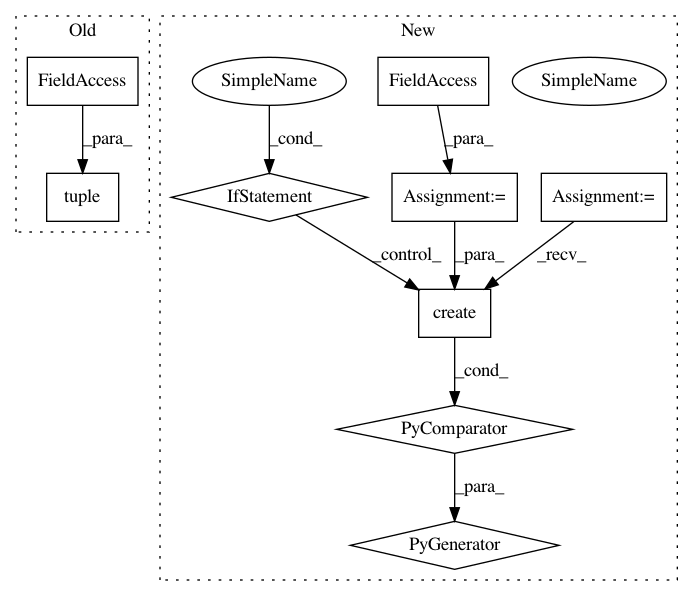 Old
New
FieldAccess
SimpleName
FieldAccess
SimpleName
_para_
_cond_
_para_
tuple
IfStatement
Assignment:=
Assignment:=
_control_
_para_
_recv_
create
_cond_
PyComparator
_para_
PyGenerator